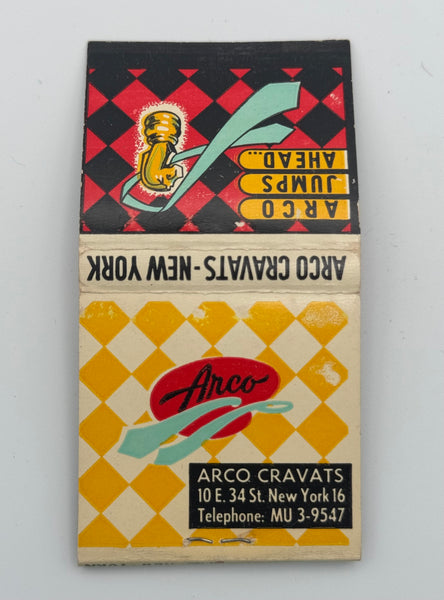 ARCO
JUMPS
AHEAD...
ARCO CRAVATS - NEW YORK
Arco
ARCO CRAVATS
10 E. 34 St. New York 16
Telephone: MU 3-9547